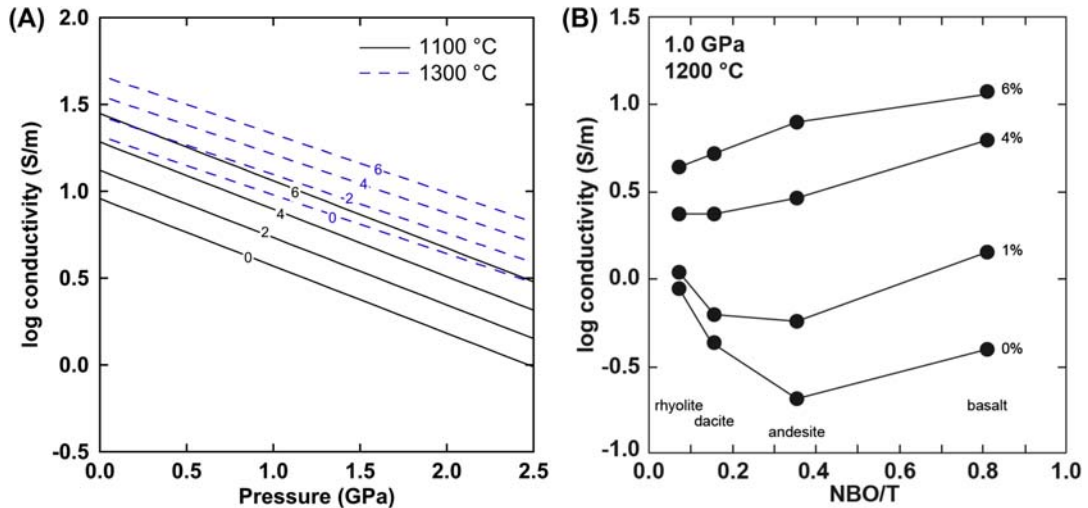 (A)
2.0
1.5
1.0
0.5
0.0
-0.5
log conductivity (S/m)
1100 °C
1300 °C
6
4
-2
0
6
4
2
0
0.0 0.5 1.0 1.5 2.0 2.5
Pressure (GPa)
(B)
1.5
1.0
0.5
0.0
-0.5
-1.0
log conductivity (S/m)
1.0 GPa
1200 °C
6%
4%
1%
0%
rhyolite
dacite
andesite
basalt
0.0 0.2 0.4 0.6 0.8 1.0
NBO/T